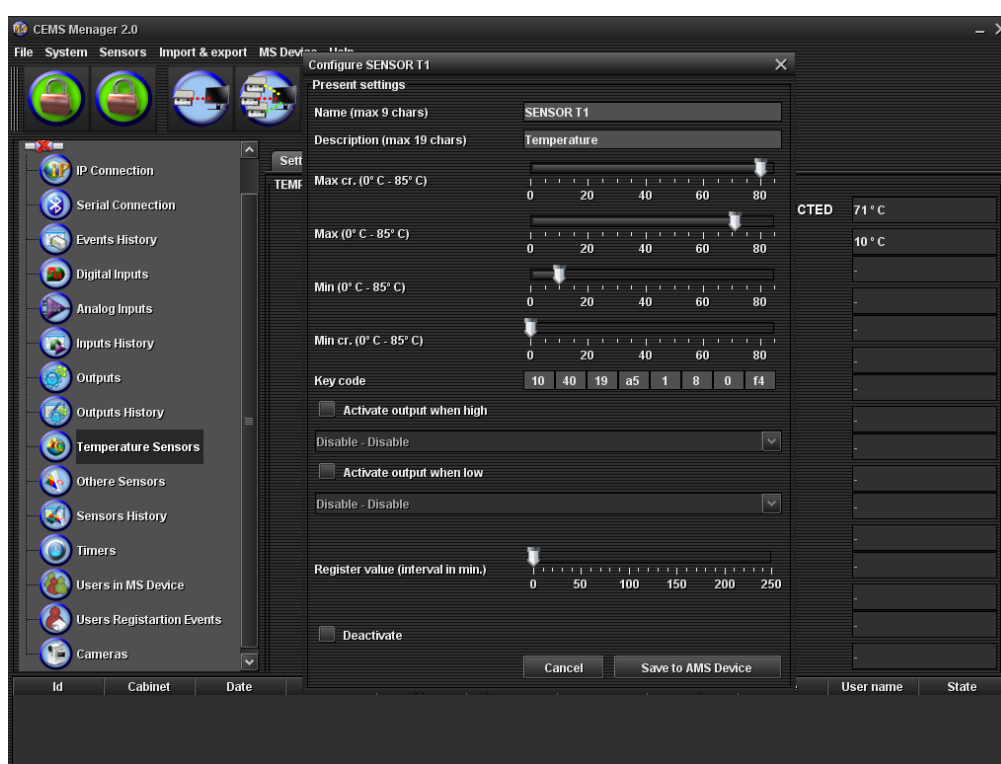 CEMS Menager 2.0
File System Sensors Import & export MS Device Help
Configure SENSOR T1
Present settings
Name (max 9 chars) SENSOR T1
Description (max 19 chars) Temperature
Max cr. (0° C - 85° C)
0 20 40 60 80
Max (0° C - 85° C)
0 20 40 60 80
Min (0° C - 85° C)
0 20 40 60 80
Min cr. (0° C - 85° C)
0 20 40 60 80
Key code 10 40 19 a5 1 8 0 f4
Activate output when high
Disable - Disable
Activate output when low
Disable - Disable
Register value (interval in min.)
0 50 100 150 200 250
Deactivate
Cancel Save to AMS Device
IP Connection
Serial Connection
Events History
Digital Inputs
Analog Inputs
Inputs History
Outputs
Outputs History
Temperature Sensors
Othere Sensors
Sensors History
Timers
Users in MS Device
Users Registartion Events
Cameras
Sett
TEMP
CTED 71 ° C
10 ° C
-
-
-
-
-
-
-
-
-
-
-
-
-
-
Id Cabinet Date User name State